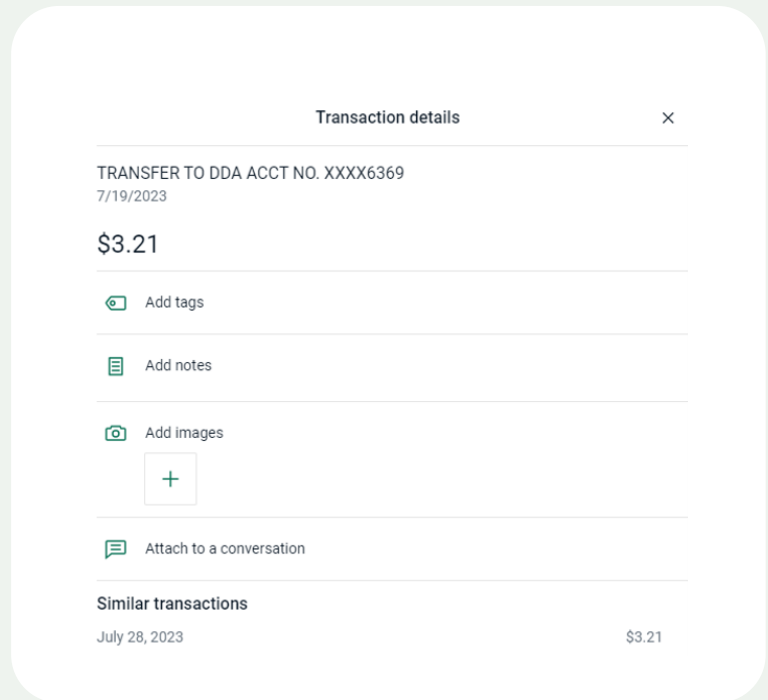 Transaction details
TRANSFER TO DDA ACCT NO. XXXX6369
7/19/2023
$3.21
Add tags
Add notes
Add images
Attach to a conversation
Similar transactions
July 28, 2023 $3.21